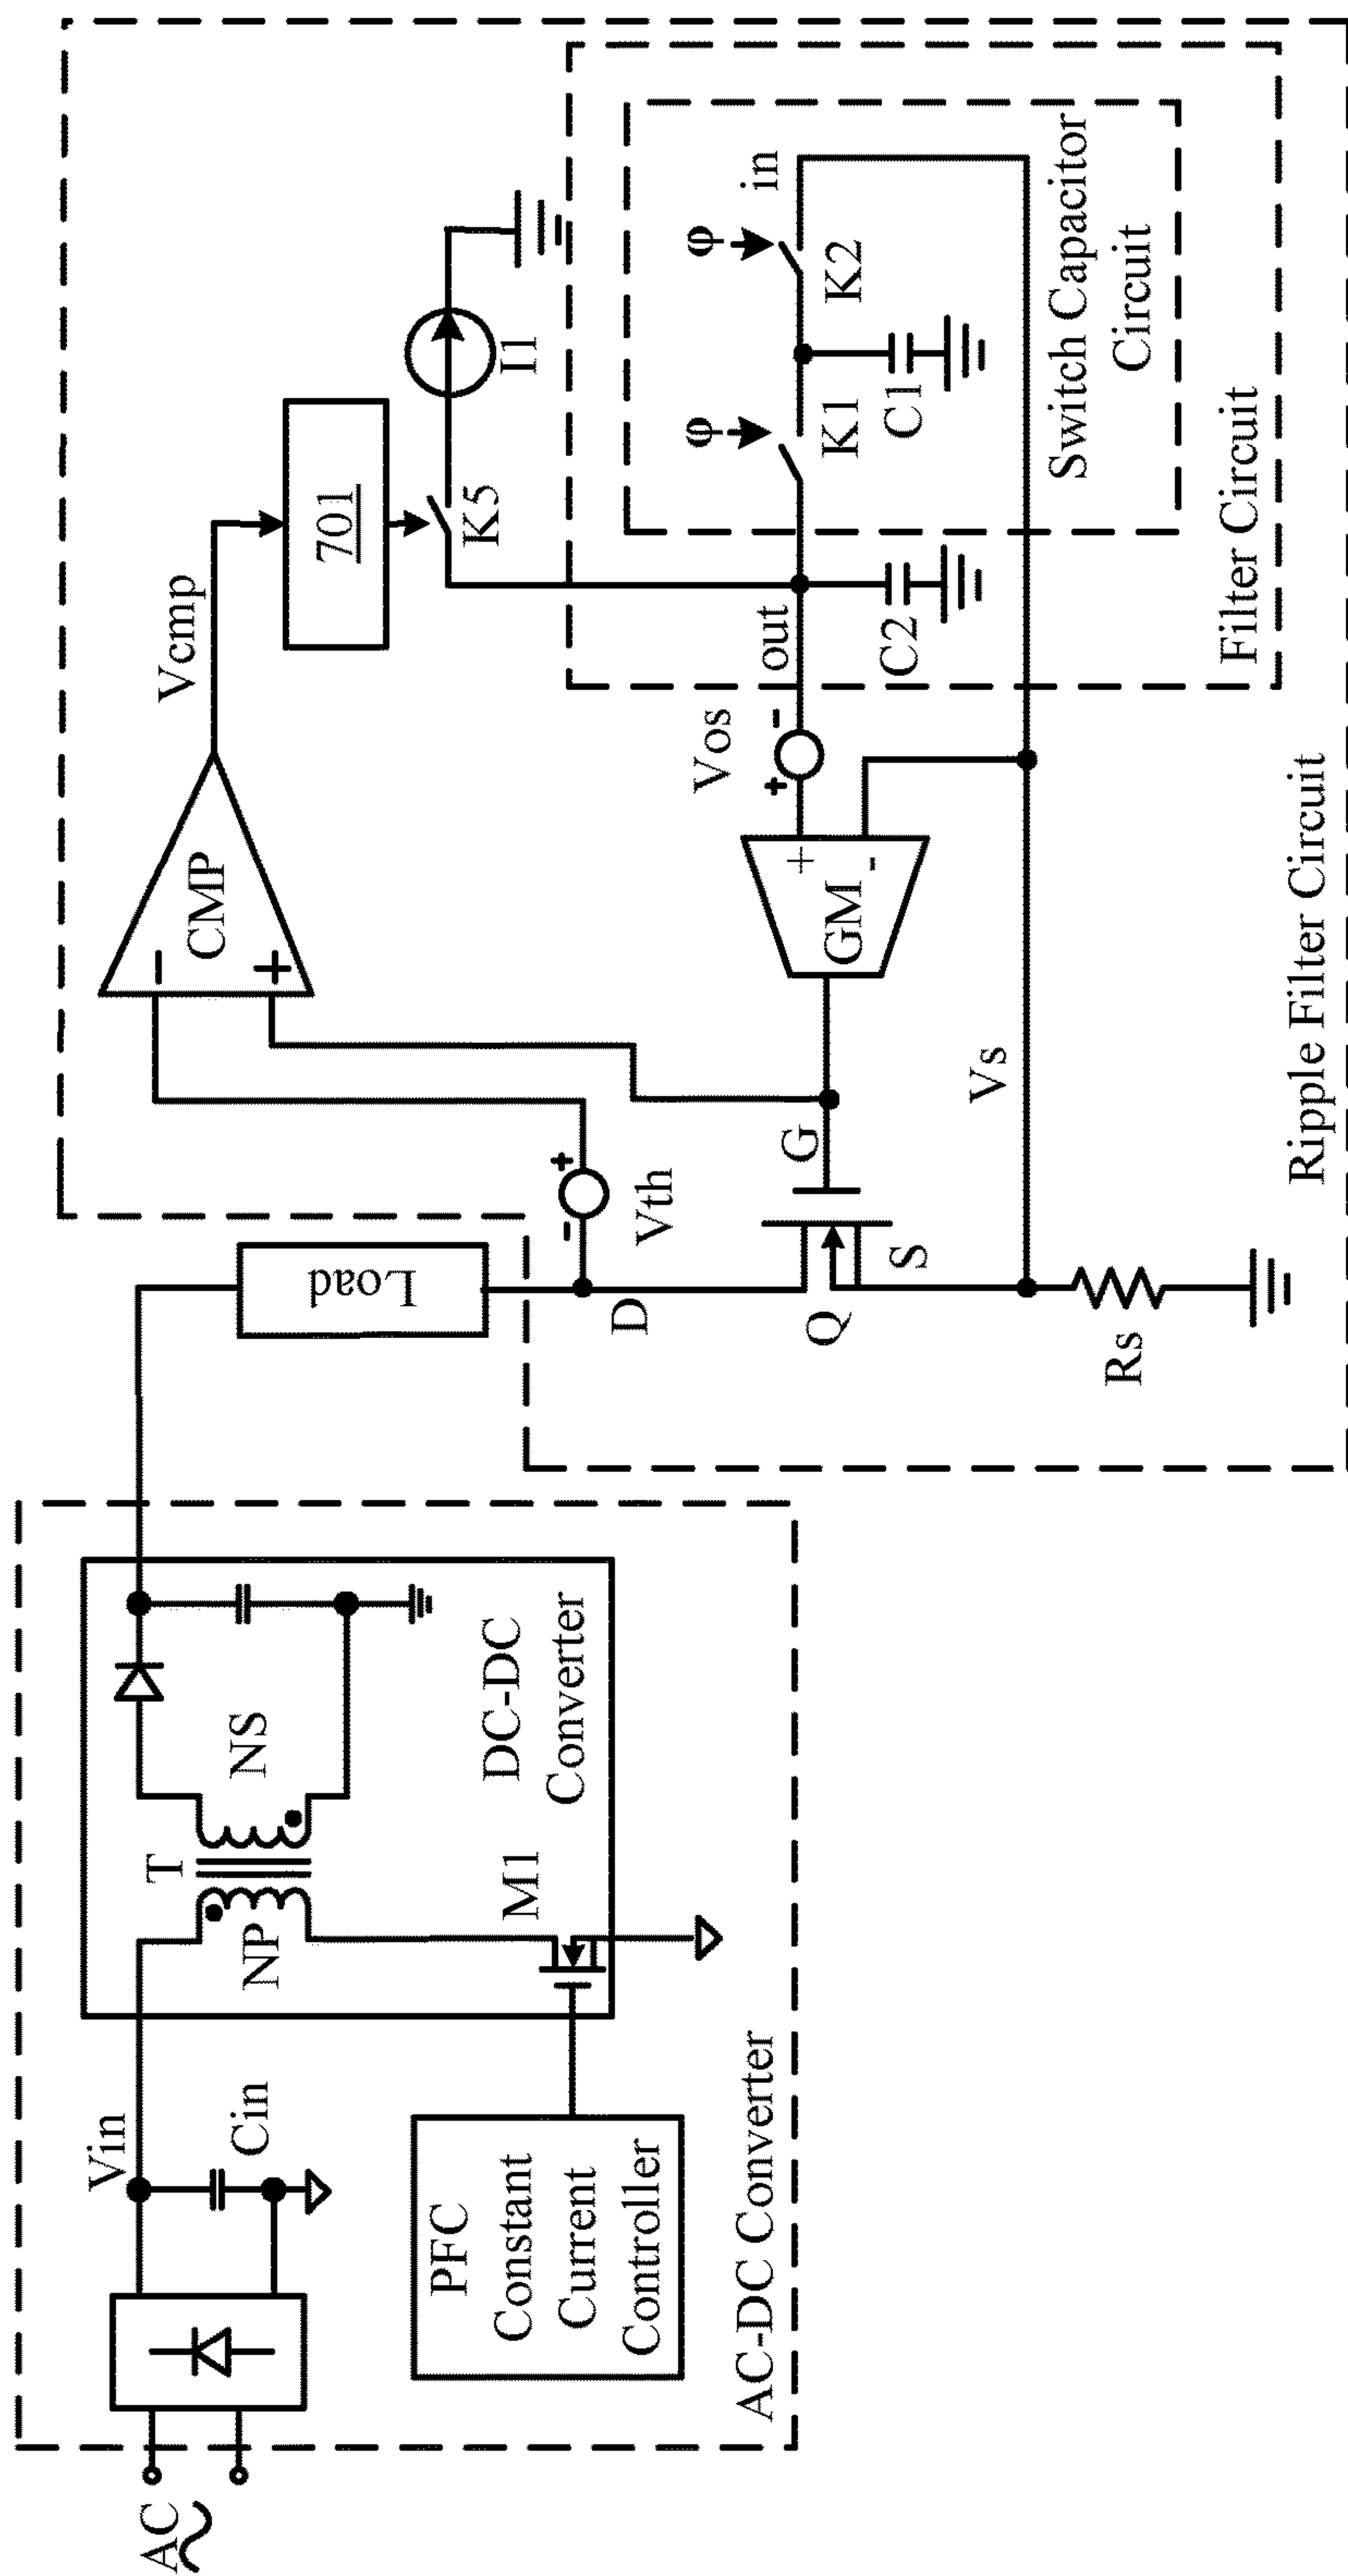 AC
Vin
Cin
PFC
Constant
Current
Controller
AC-DC Converter
T
NP
NS
M1
DC-DC
Converter
Load
D
Vth
- +
Q
G
S
Rs
Vs
CMP
-
+
Vcmp
701
K5
I1
GM
+
-
Vos
+ -
out
C2
φ
K1
C1
φ
K2
in
Switch Capacitor
Circuit
Filter Circuit
Ripple Filter Circuit